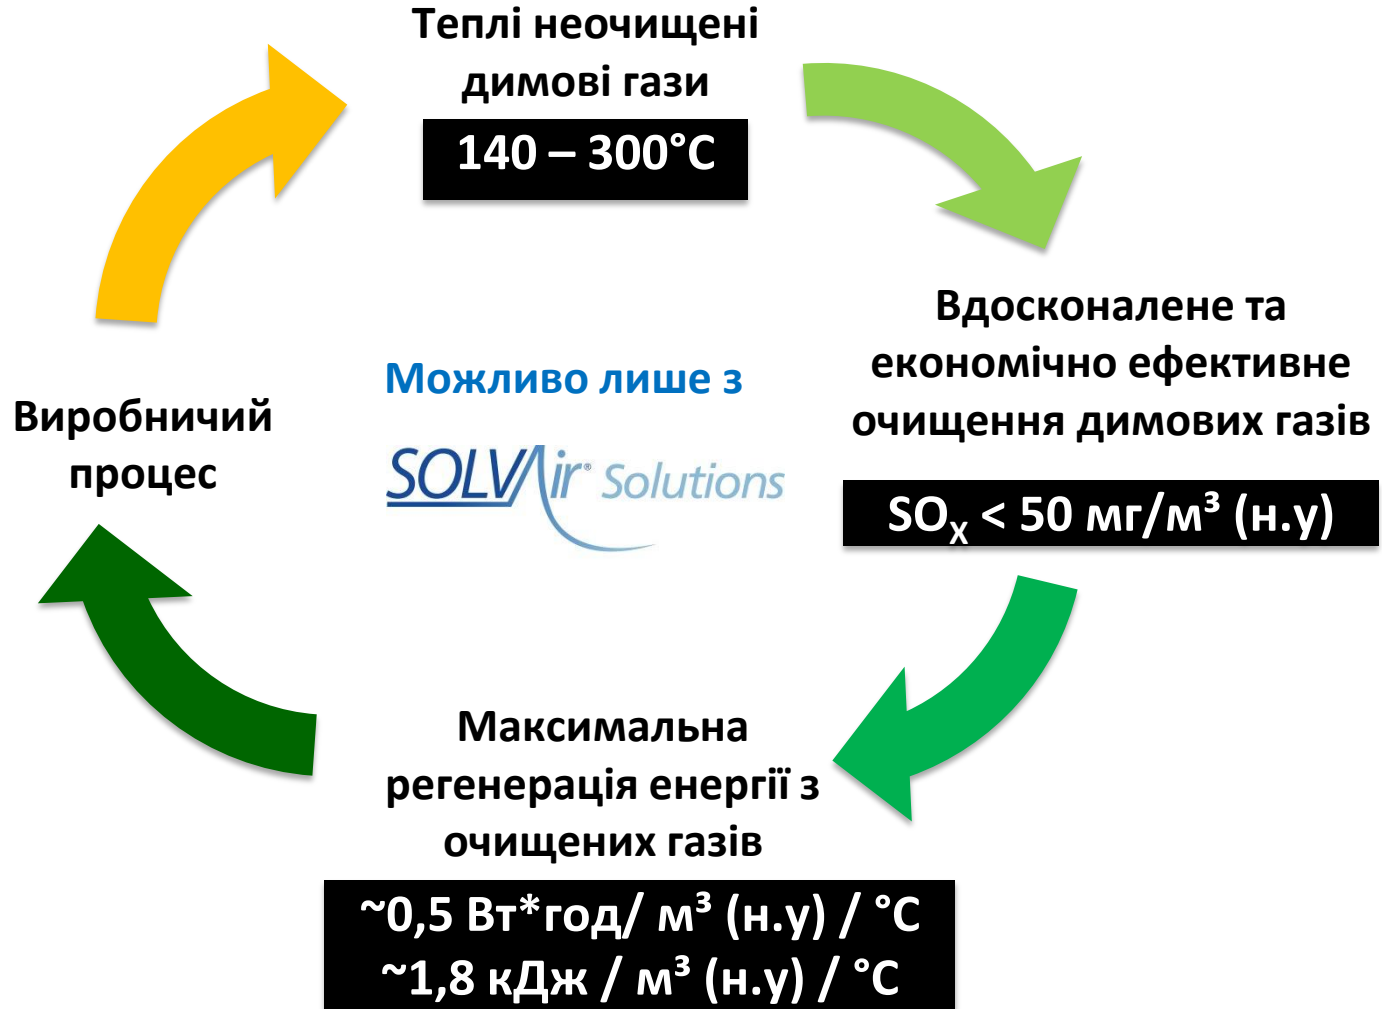 Теплі неочищені
димові гази
140 – 300°C
Вдосконалене та
економічно ефективне
очищення димових газів
SOX < 50 мг/м³ (н.у)
Можливо лише з
SOLVAir® Solutions
Виробничий
процес
Максимальна
регенерація енергії з
очищених газів
~0,5 Вт*год/ м³ (н.у) / °C
~1,8 кДж / м³ (н.у) / °C